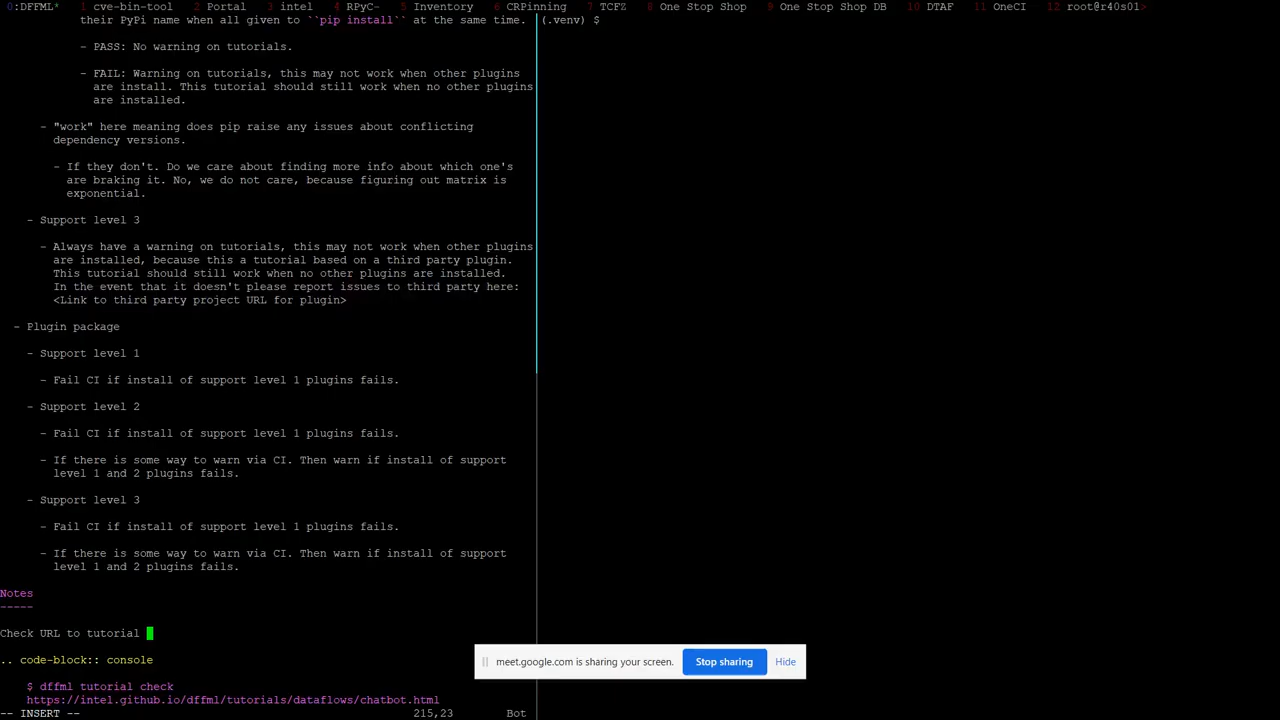 0:DFFML* 1 cve-bin-tool 2 Portal 3 intel 4 RPyC- 5 Inventory 6 CRPinning 7 TCFZ 8 One Stop Shop 9 One Stop Shop DB 10 DTAF 11 OneCI 12 root@r40s01>
their PyPi name when all given to ``pip install`` at the same time.
(.venv) $
- PASS: No warning on tutorials.
- FAIL: Warning on tutorials, this may not work when other plugins
are install. This tutorial should still work when no other plugins
are installed.
- "work" here meaning does pip raise any issues about conflicting
dependency versions.
- If they don't. Do we care about finding more info about which one's
are braking it. No, we do not care, because figuring out matrix is
exponential.
- Support level 3
- Always have a warning on tutorials, this may not work when other plugins
are installed, because this a tutorial based on a third party plugin.
This tutorial should still work when no other plugins are installed.
In the event that it doesn't please report issues to third party here:
<Link to third party project URL for plugin>
- Plugin package
- Support level 1
- Fail CI if install of support level 1 plugins fails.
- Support level 2
- Fail CI if install of support level 1 plugins fails.
- If there is some way to warn via CI. Then warn if install of support
level 1 and 2 plugins fails.
- Support level 3
- Fail CI if install of support level 1 plugins fails.
- If there is some way to warn via CI. Then warn if install of support
level 1 and 2 plugins fails.
Notes
-----
Check URL to tutorial
.. code-block:: console
$ dffml tutorial check
https://intel.github.io/dffml/tutorials/dataflows/chatbot.html
-- INSERT -- 215,23 Bot
meet.google.com is sharing your screen. Stop sharing Hide